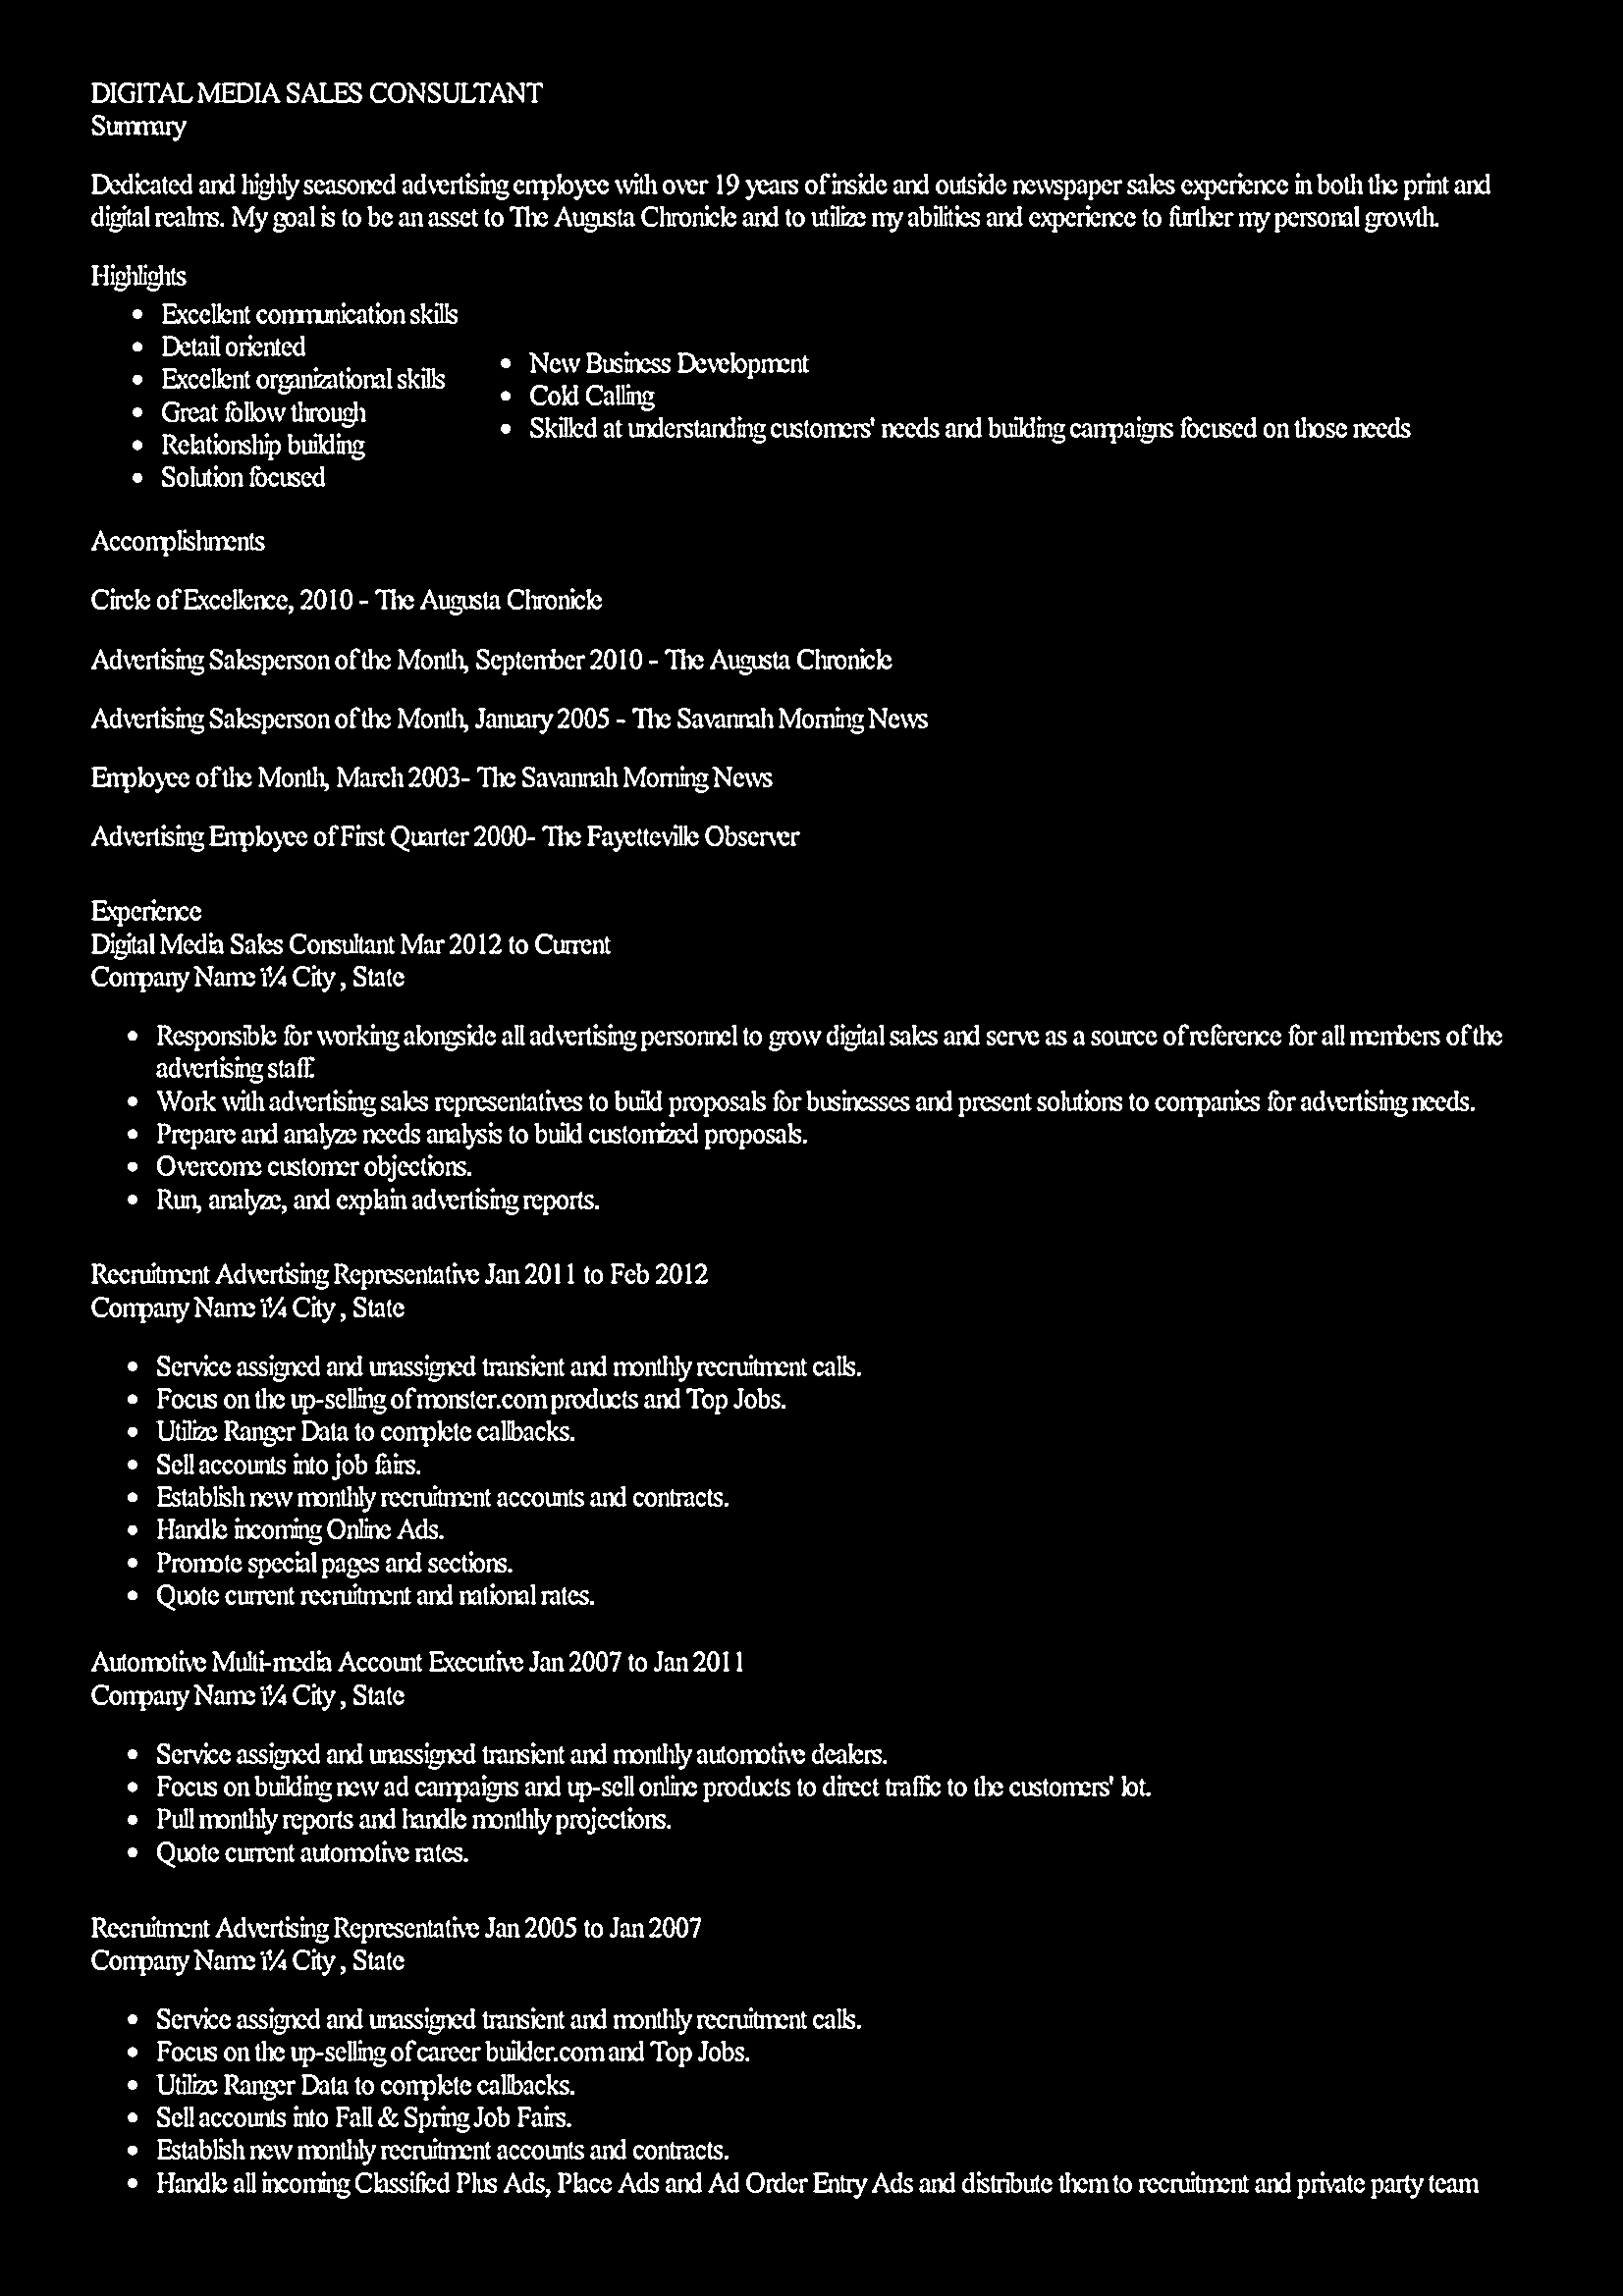 DIGITAL MEDIA SALES CONSULTANT
Summary
Dedicated and highly seasoned advertising employee with over 19 years of inside and outside newspaper sales experience in both the print and
digital realms. My goal is to be an asset to The Augusta Chronicle and to utilize my abilities and experience to further my personal growth.
Highlights
• Excellent communication skills
• Detail oriented
• Excellent organizational skills
• Great follow through
• Relationship building
• Solution focused
• New Business Development
• Cold Calling
• Skilled at understanding customers' needs and building campaigns focused on those needs
Accomplishments
Circle of Excellence, 2010 - The Augusta Chronicle
Advertising Salesperson of the Month, September 2010 - The Augusta Chronicle
Advertising Salesperson of the Month, January 2005 - The Savannah Morning News
Employee of the Month, March 2003- The Savannah Morning News
Advertising Employee of First Quarter 2000- The Fayetteville Observer
Experience
Digital Media Sales Consultant Mar 2012 to Current
Company Name ï¼ City , State
• Responsible for working alongside all advertising personnel to grow digital sales and serve as a source of reference for all members of the
advertising staff.
• Work with advertising sales representatives to build proposals for businesses and present solutions to companies for advertising needs.
• Prepare and analyze needs analysis to build customized proposals.
• Overcome customer objections.
• Run, analyze, and explain advertising reports.
Recruitment Advertising Representative Jan 2011 to Feb 2012
Company Name ï¼ City , State
• Service assigned and unassigned transient and monthly recruitment calls.
• Focus on the up-selling of monster.com products and Top Jobs.
• Utilize Ranger Data to complete callbacks.
• Sell accounts into job fairs.
• Establish new monthly recruitment accounts and contracts.
• Handle incoming Online Ads.
• Promote special pages and sections.
• Quote current recruitment and national rates.
Automotive Multi-media Account Executive Jan 2007 to Jan 2011
Company Name ï¼ City , State
• Service assigned and unassigned transient and monthly automotive dealers.
• Focus on building new ad campaigns and up-sell online products to direct traffic to the customers' lot.
• Pull monthly reports and handle monthly projections.
• Quote current automotive rates.
Recruitment Advertising Representative Jan 2005 to Jan 2007
Company Name ï¼ City , State
• Service assigned and unassigned transient and monthly recruitment calls.
• Focus on the up-selling of career builder.com and Top Jobs.
• Utilize Ranger Data to complete callbacks.
• Sell accounts into Fall & Spring Job Fairs.
• Establish new monthly recruitment accounts and contracts.
• Handle all incoming Classified Plus Ads, Place Ads and Ad Order Entry Ads and distribute them to recruitment and private party team